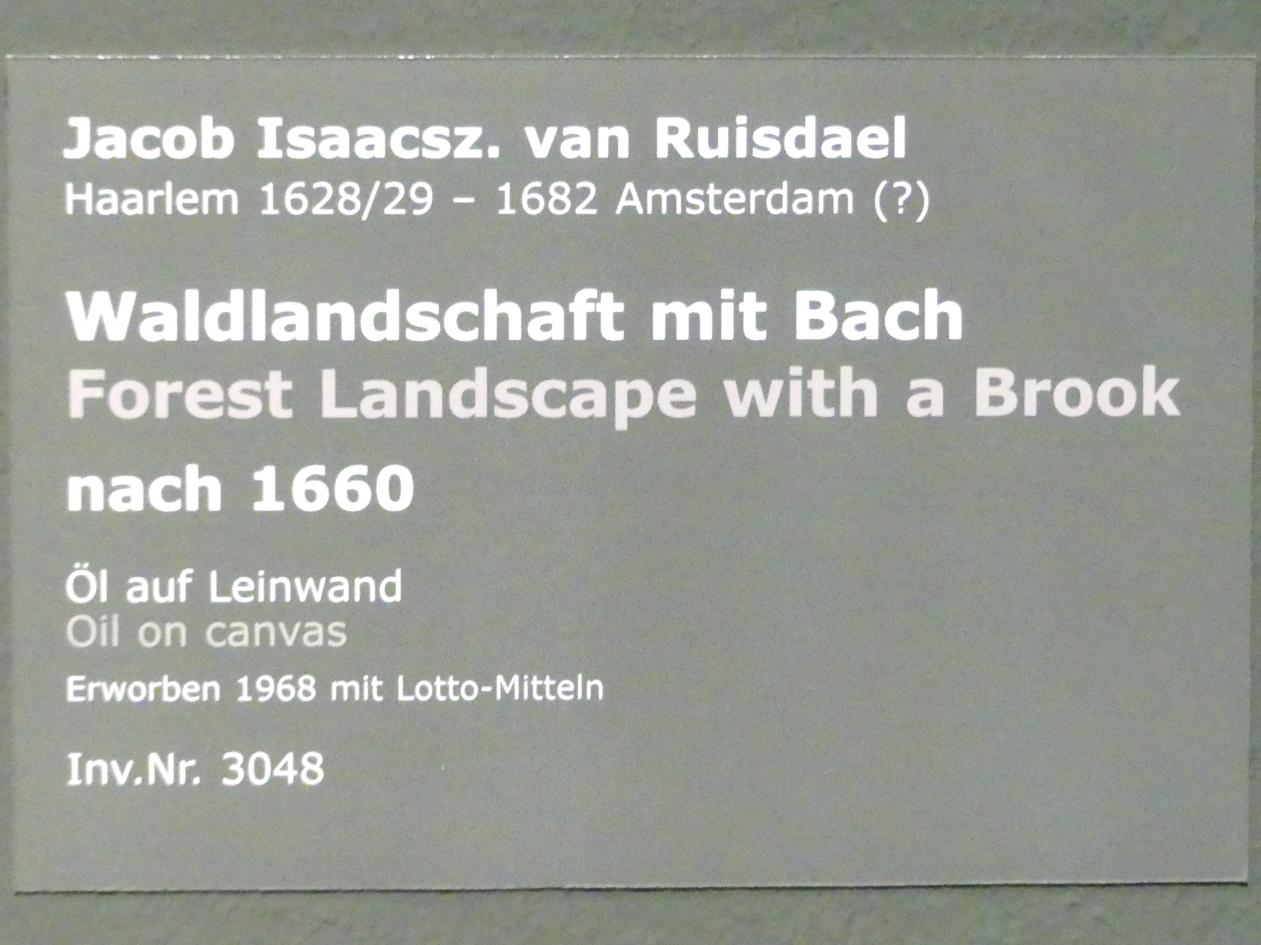 Jacob Isaacsz. van Ruisdael
Haarlem 1628/29 – 1682 Amsterdam (?)
Waldlandschaft mit Bach
Forest Landscape with a Brook
nach 1660
Öl auf Leinwand
Oil on canvas
Erworben 1968 mit Lotto-Mitteln
Inv.Nr. 3048